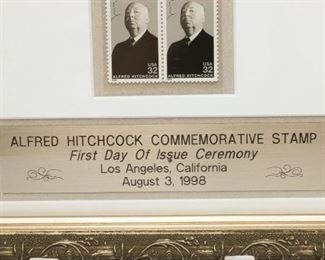 USA USA
32 32
ALFRED HITCHCOCK ALFRED HITCHCOCK
ALFRED HITCHCOCK COMMEMORATIVE STAMP
First Day Of Issue Ceremony
Los Angeles, California
August 3, 1998